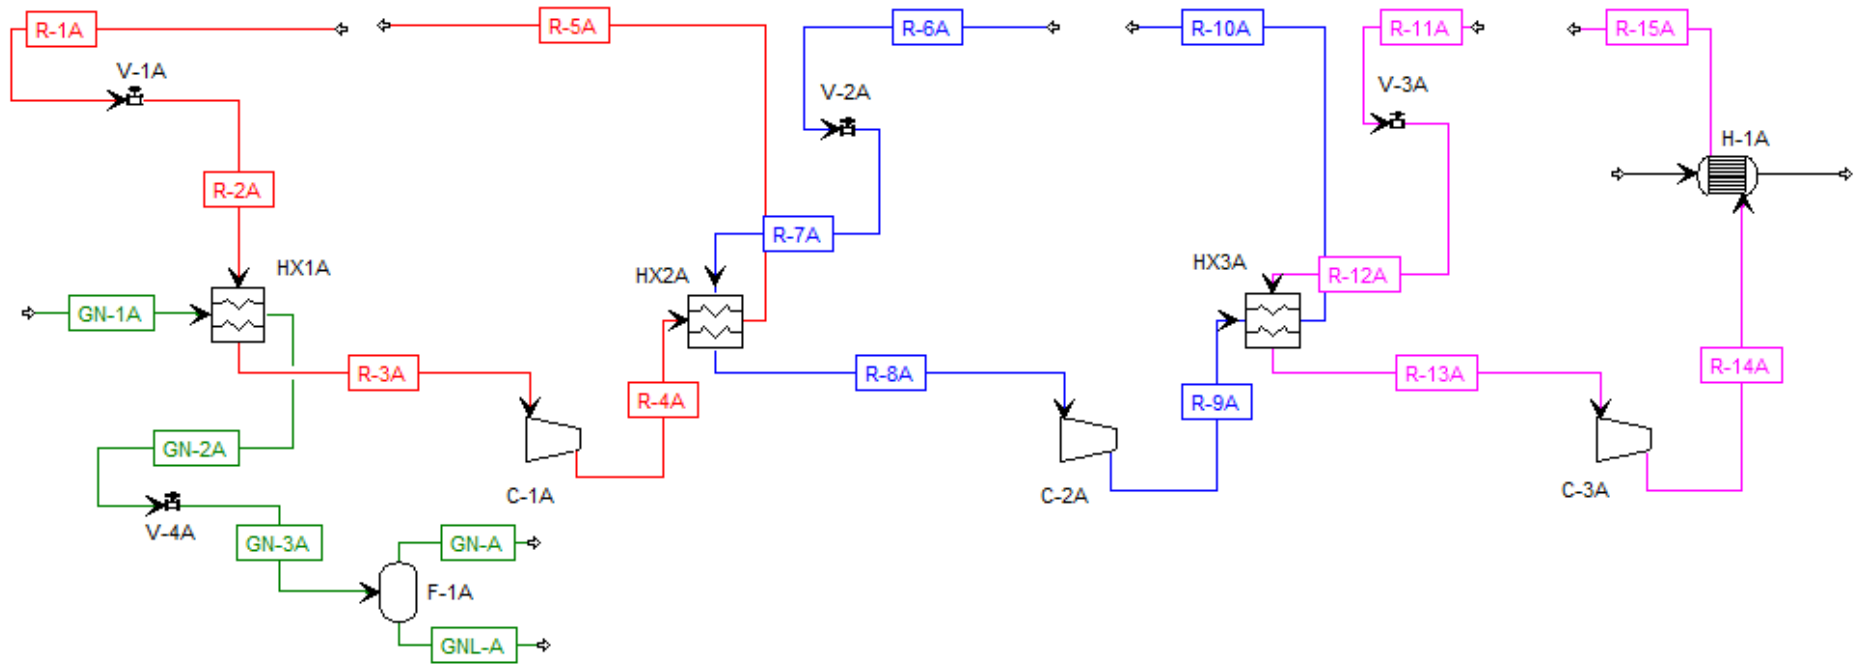 R-1A
R-5A
R-6A
R-10A
R-11A
R-15A
V-1A
V-2A
V-3A
H-1A
R-2A
R-7A
HX1A
HX2A
HX3A
R-12A
GN-1A
R-3A
R-8A
R-13A
R-14A
R-4A
R-9A
GN-2A
C-1A
C-2A
C-3A
V-4A
GN-3A
GN-A
F-1A
GNL-A